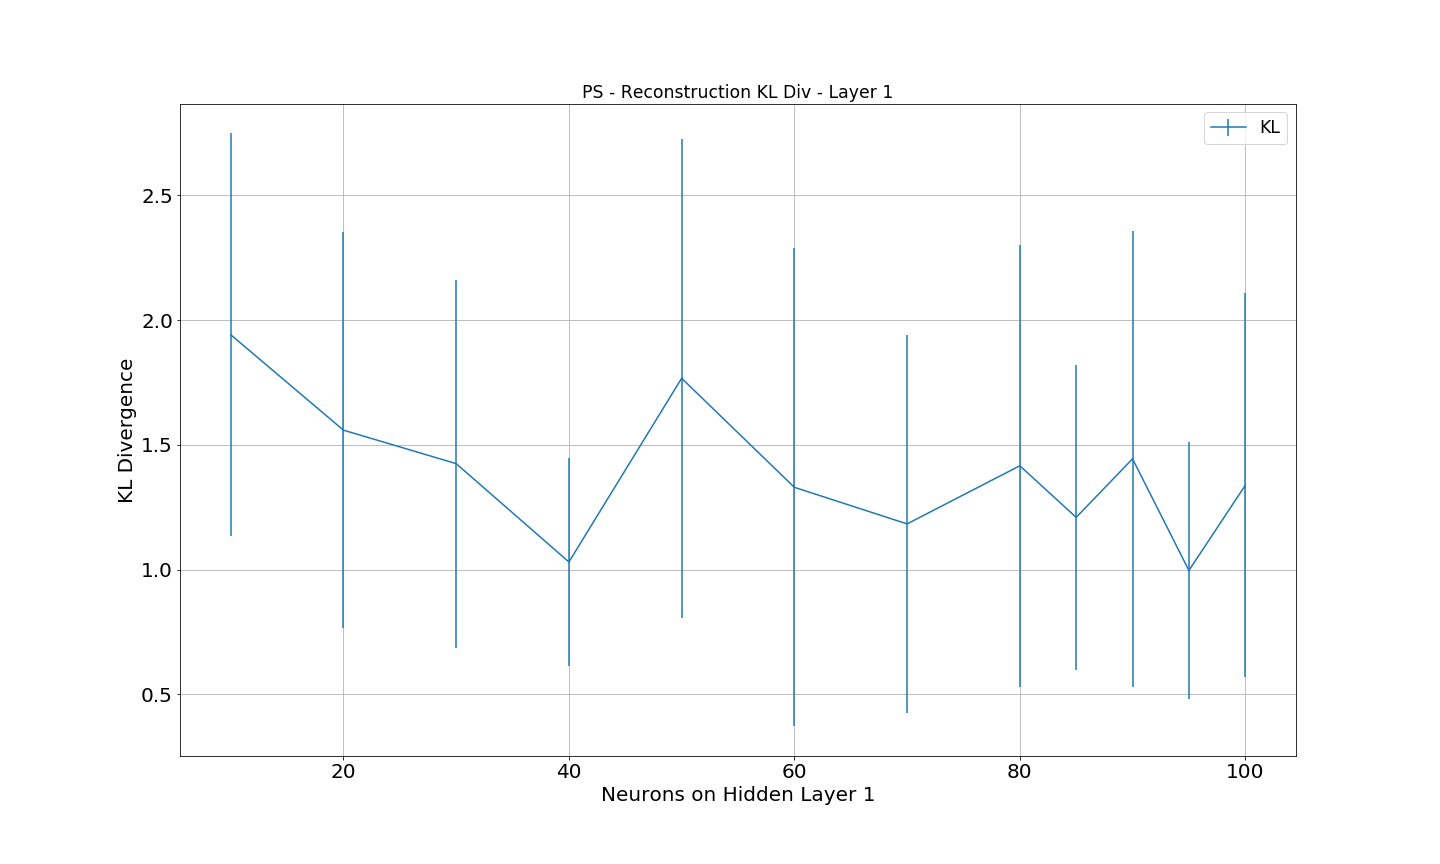 PS - Reconstruction KL Div - Layer 1
KL
2.5
2.0
1.5
1.0
0.5
KL Divergence
20 40 60 80 100
Neurons on Hidden Layer 1